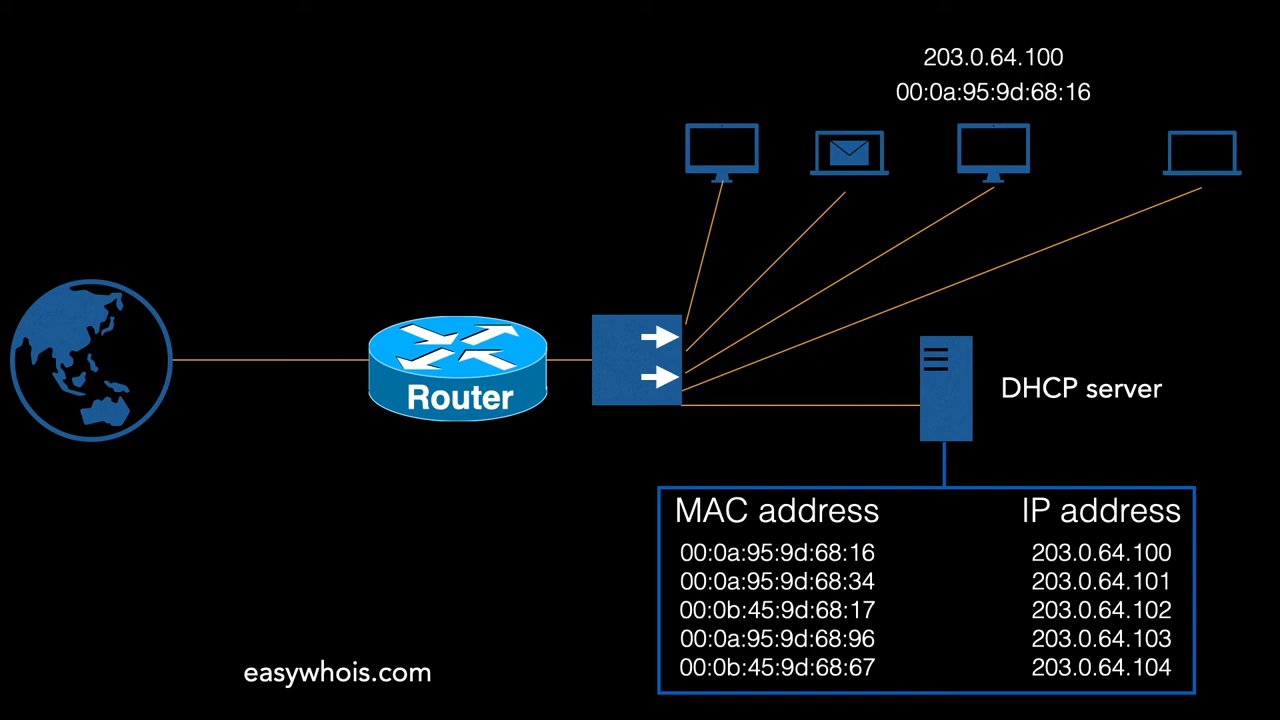 203.0.64.100
00:0a:95:9d:68:16
Router
DHCP server
MAC address IP address
00:0a:95:9d:68:16 203.0.64.100
00:0a:95:9d:68:34 203.0.64.101
00:0b:45:9d:68:17 203.0.64.102
00:0a:95:9d:68:96 203.0.64.103
00:0b:45:9d:68:67 203.0.64.104
easywhois.com